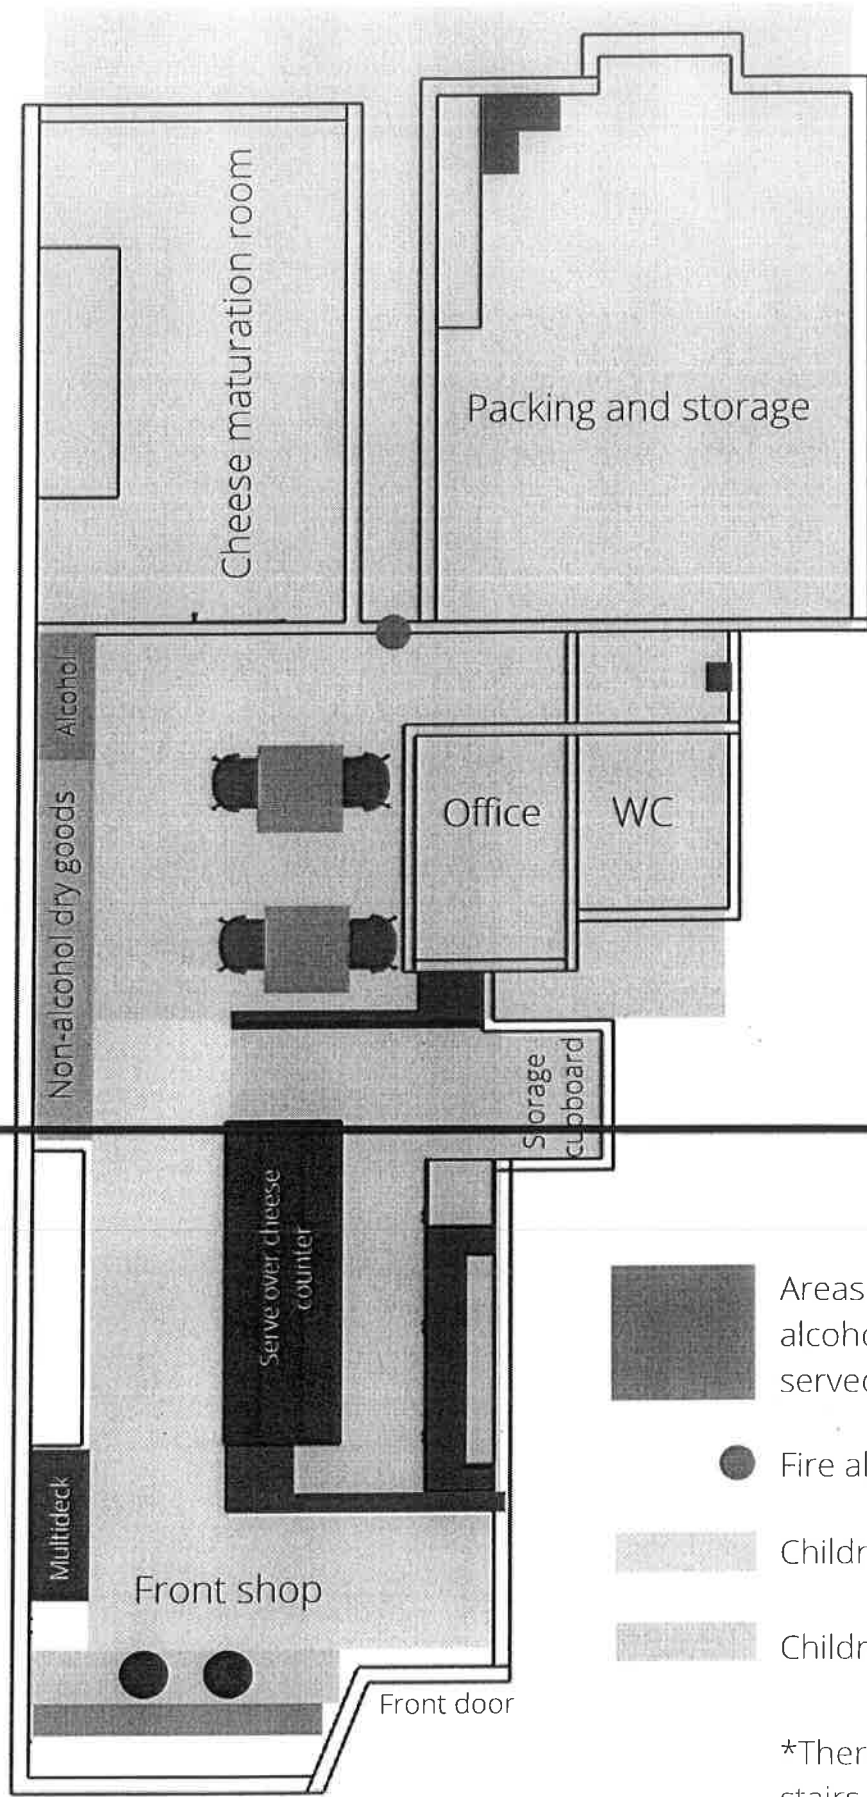 Cheese maturation room
Packing and storage
Alcohol
Non-alcohol dry goods
Office
WC
Storage
cupboard
Serve over cheese
counter
Multideck
Front shop
Front door
Areas
alcoho
served
Fire al
Childr
Childr
*Ther